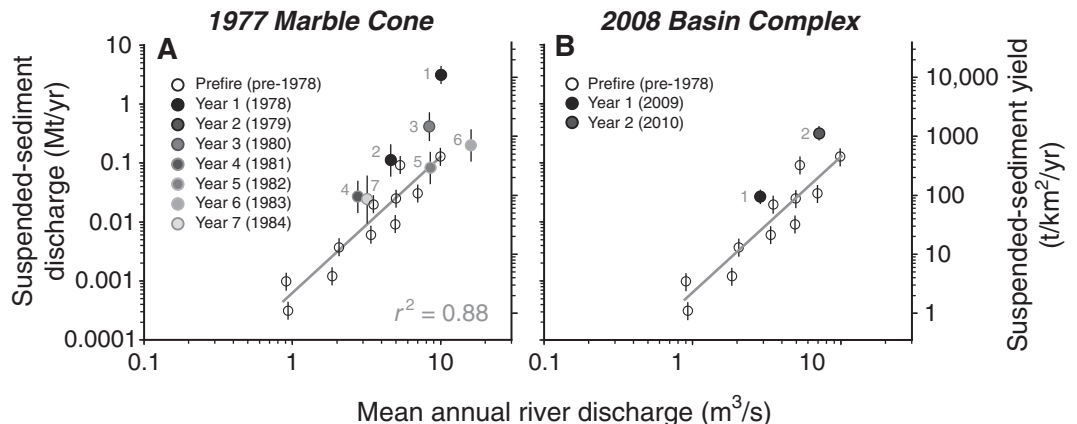 1977 Marble Cone
2008 Basin Complex
Suspended-sediment
discharge (Mt/yr)
A
10
1
0.1
0.01
0.001
0.0001
Prefire (pre-1978)
Year 1 (1978)
Year 2 (1979)
Year 3 (1980)
Year 4 (1981)
Year 5 (1982)
Year 6 (1983)
Year 7 (1984)
1
2
3
4
5
6
7
r² = 0.88
0.1
1
10
B
Prefire (pre-1978)
Year 1 (2009)
Year 2 (2010)
1
2
0.1
1
10
10,000
1000
100
10
1
Suspended-sediment yield
(t/km²/yr)
Mean annual river discharge (m³/s)